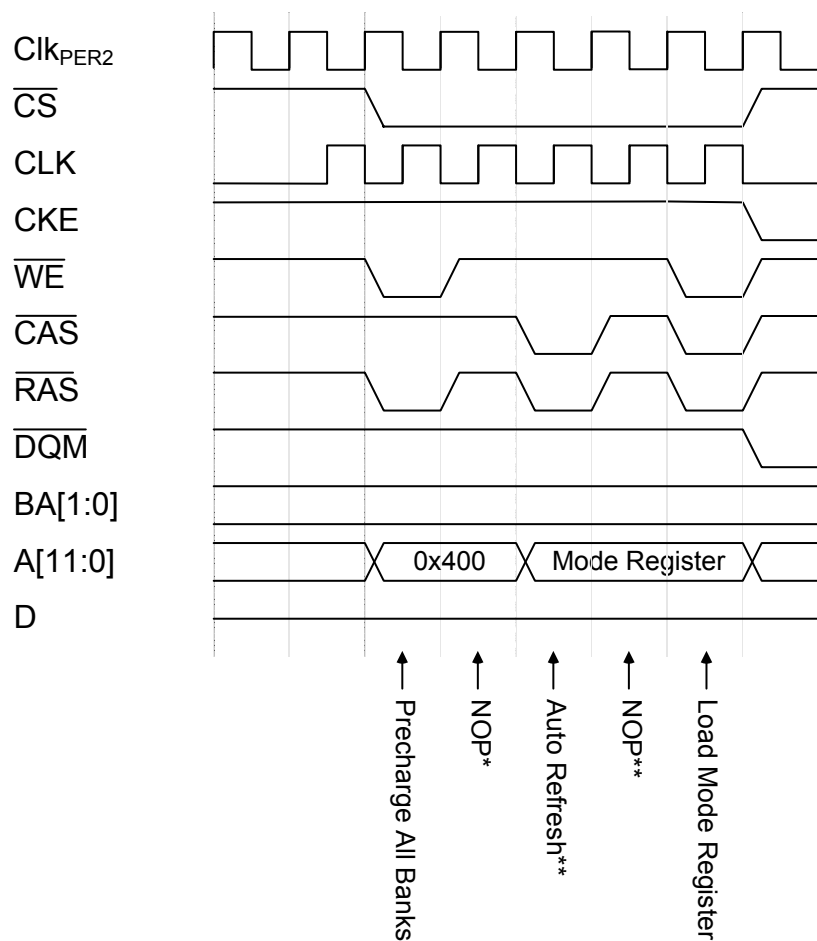 ClkPER2
CS
CLK
CKE
WE
CAS
RAS
DQM
BA[1:0]
A[11:0]
0x400
Mode Register
D
Precharge All Banks
NOP*
Auto Refresh**
NOP**
Load Mode Register